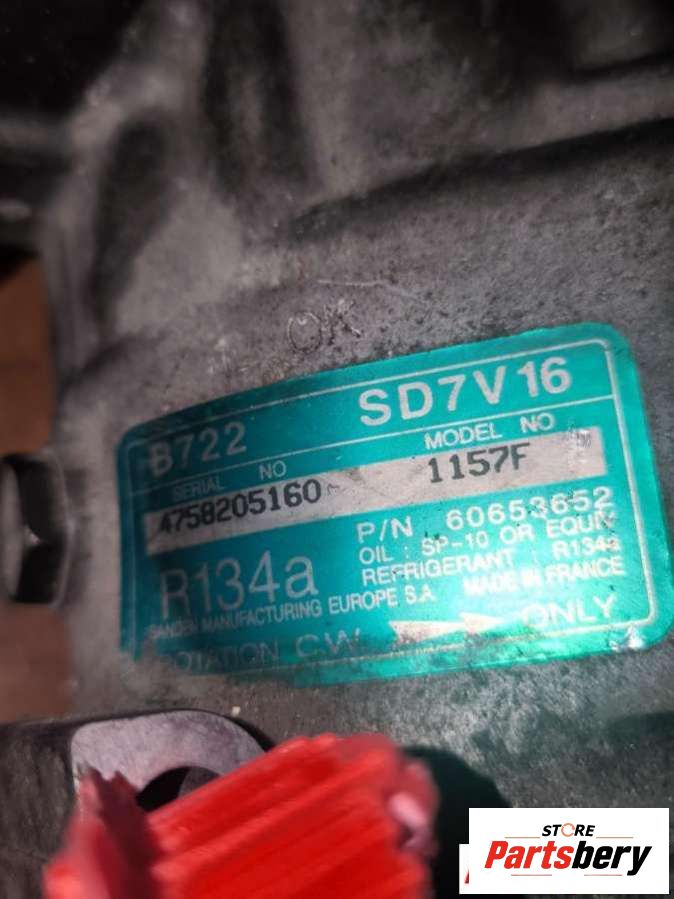 OK
B722 SD7V16
SERIAL NO MODEL NO
4758205160 1157F
P/N 60653652
OIL : SP-10 OR EQUIV
R134a REFRIGERANT R134a
SANDEN MANUFACTURING EUROPE S.A. MADE IN FRANCE
ROTATION C.W. ONLY
STORE
Partsbery